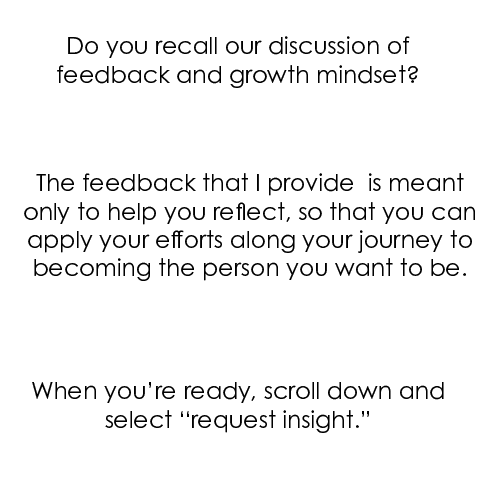 Do you recall our discussion of
feedback and growth mindset?
The feedback that I provide  is meant
only to help you reflect, so that you can
apply your efforts along your journey to
becoming the person you want to be.
When you’re ready, scroll down and
select “request insight.”